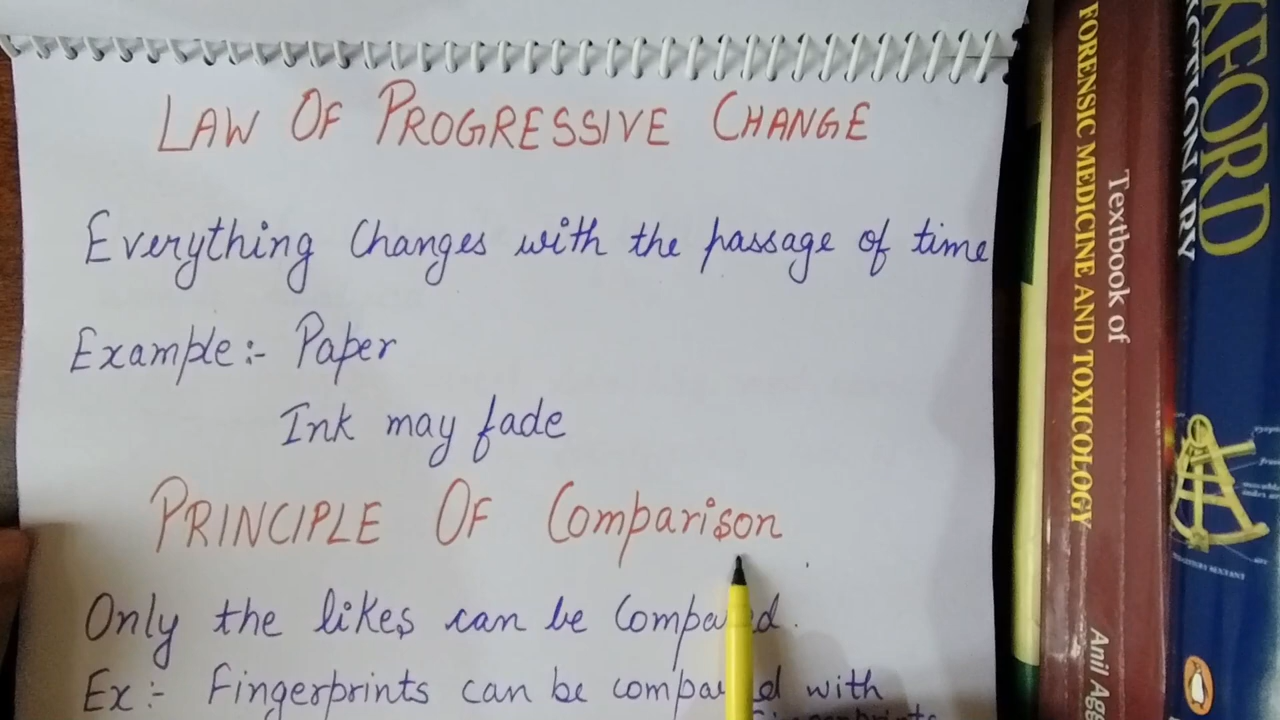 LAW OF PROGRESSIVE CHANGE
Everything Changes with the passage of time
Example:- Paper
Ink may fade
PRINCIPLE OF Comparison
Only the likes can be Compared.
Ex:- Fingerprints can be compared with
Fingerprints
Textbook of
FORENSIC MEDICINE AND TOXICOLOGY
Anil
OXFORD
DICTIONARY